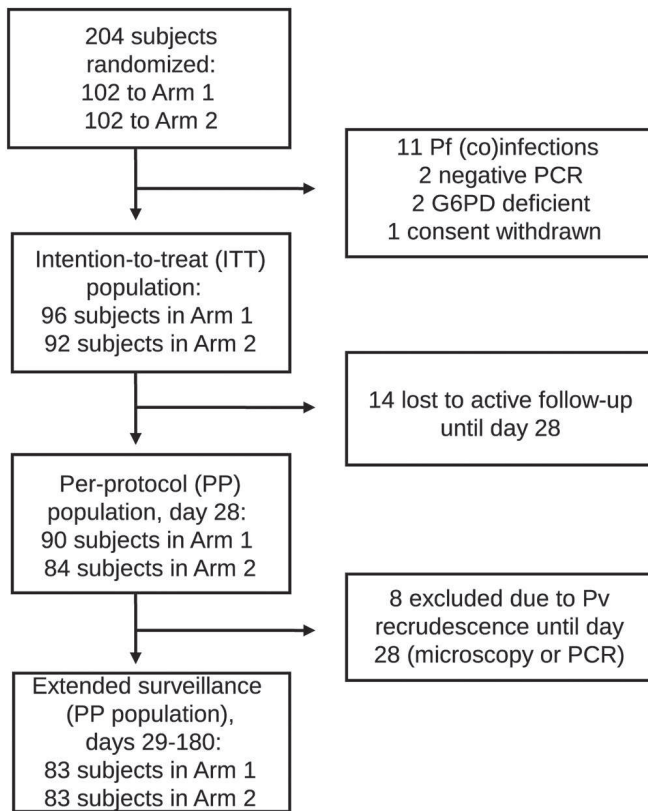 204 subjects
randomized:
102 to Arm 1
102 to Arm 2
11 Pf (co)infections
2 negative PCR
2 G6PD deficient
1 consent withdrawn
Intention-to-treat (ITT)
population:
96 subjects in Arm 1
92 subjects in Arm 2
14 lost to active follow-up
until day 28
Per-protocol (PP)
population, day 28:
90 subjects in Arm 1
84 subjects in Arm 2
8 excluded due to Pv
recrudescence until day
28 (microscopy or PCR)
Extended surveillance
(PP population),
days 29-180:
83 subjects in Arm 1
83 subjects in Arm 2